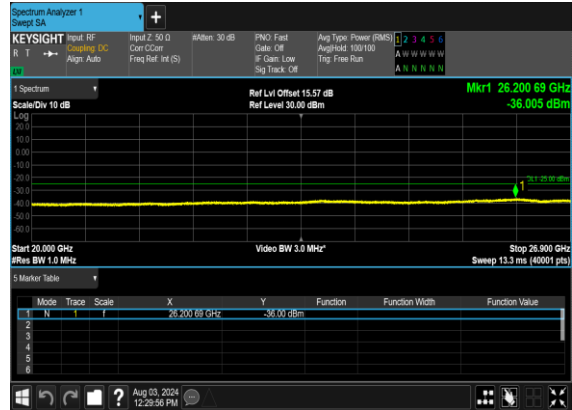 Spectrum Analyzer 1
Swept SA
+
KEYSIGHT Input: RF Input Z: 50 Ω #Atten: 30 dB PNO: Fast Avg Type: Power (RMS) 1 2 3 4 5 6
R T Coupling: DC Corr CCorr Gate: Off Avg|Hold: 100/100 A W W W W W
Align: Auto Freq Ref: Int (S) IF Gain: Low Trig: Free Run
Sig Track: Off A N N N N N
1 Spectrum Ref Lvl Offset 15.57 dB Mkr1 26.200 69 GHz
Scale/Div 10 dB Ref Level 30.00 dBm -36.005 dBm
Log
20.0
10.0
0.00
-10.0
-20.0
DL1 -25.00 dBm
1
-30.0
-40.0
-50.0
-60.0
Start 20.000 GHz Video BW 3.0 MHz* Stop 26.900 GHz
#Res BW 1.0 MHz Sweep 13.3 ms (40001 pts)
5 Marker Table
Mode Trace Scale X Y Function Function Width Function Value
1 N 1 f 26.200 69 GHz -36.00 dBm
2
3
4
5
6
? Aug 03, 2024
12:29:56 PM